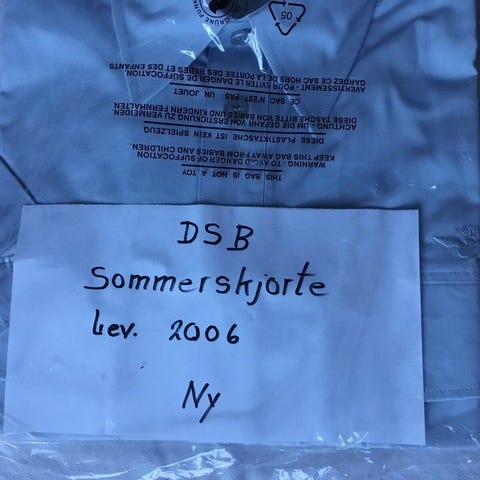 05
THIS BAG IS NOT A TOY
TO AVOID DANGER OF SUFFOCATION
KEEP THIS BAG AWAY FROM BABIES AND CHILDREN.
DIESE PLASTIKTASCHE IST KEIN SPIELZEUG
ACHTUNG - UM DIE GEFAHR VON ERSTICKUNG ZU VERMEIDEN
DIESE TASCHE BITTE VON BABIES UND KINDERN FERNHALTEN
CE SAC N'EST PAS UN JOUET
AVERTISSEMENT - POUR EVITER LE DANGER DE SUFFOCATION
GARDEZ CE SAC HORS DE LA PORTEE DES BEBES ET DES ENFANTS
DSB
Sommerskjorte
Lev. 2006
Ny